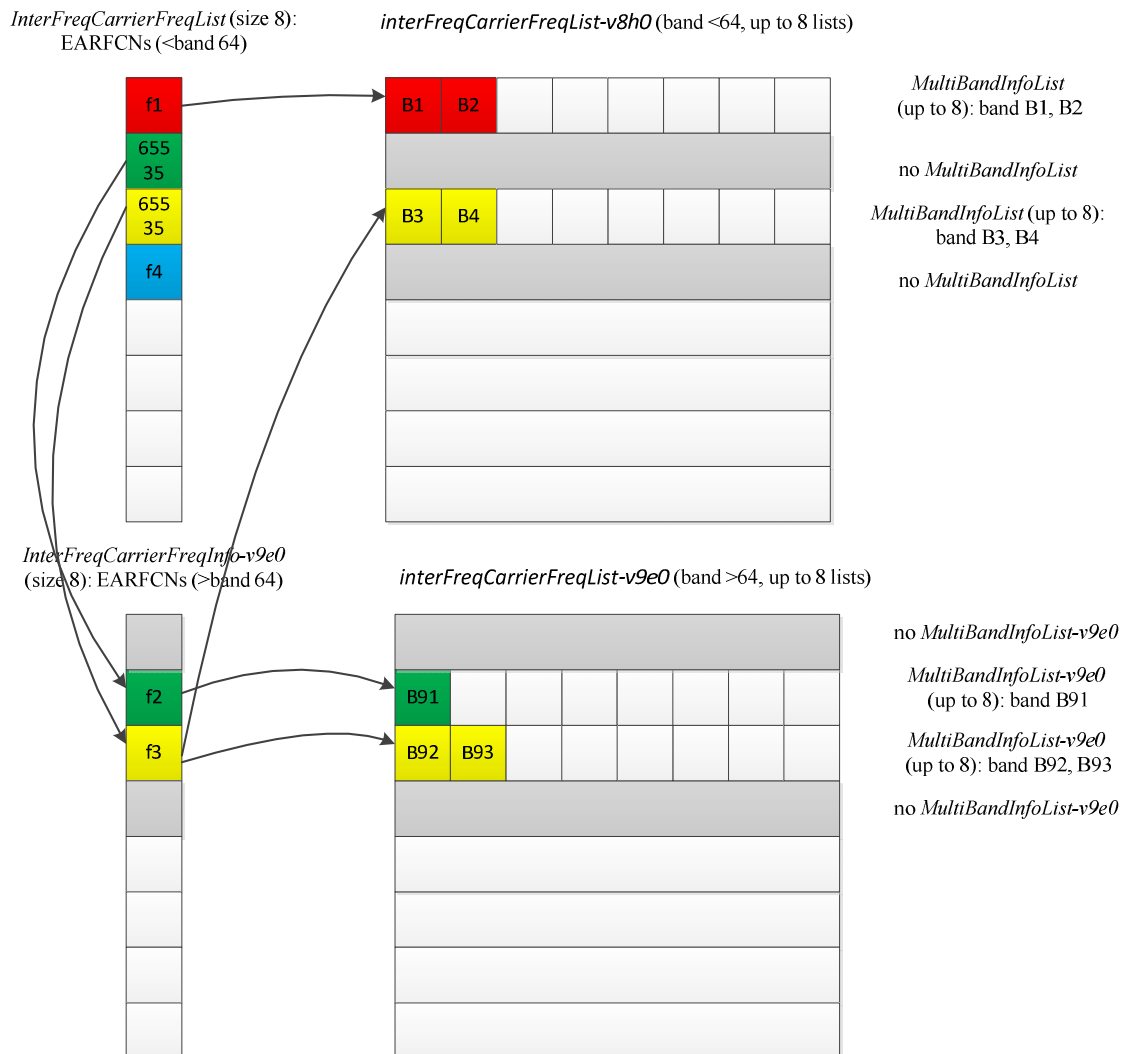 InterFreqCarrierFreqList (size 8):
EARFCNs (<band 64)
interFreqCarrierFreqList-v8h0 (band <64, up to 8 lists)
f1
655
35
655
35
f4
B1 B2
B3 B4
MultiBandInfoList
(up to 8): band B1, B2
no MultiBandInfoList
MultiBandInfoList (up to 8):
band B3, B4
no MultiBandInfoList
InterFreqCarrierFreqInfo-v9e0
(size 8): EARFCNs (>band 64)
interFreqCarrierFreqList-v9e0 (band >64, up to 8 lists)
f2
f3
B91
B92 B93
no MultiBandInfoList-v9e0
MultiBandInfoList-v9e0
(up to 8): band B91
MultiBandInfoList-v9e0
(up to 8): band B92, B93
no MultiBandInfoList-v9e0